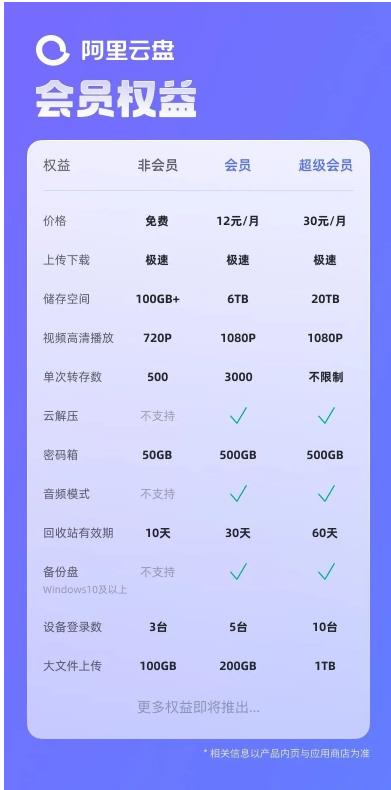 阿里云盘
会员权益
权益 非会员 会员 超级会员
价格 免费 12元/月 30元/月
上传下载 极速 极速 极速
储存空间 100GB+ 6TB 20TB
视频高清播放 720P 1080P 1080P
单次转存数 500 3000 不限制
云解压 不支持
密码箱 50GB 500GB 500GB
音频模式 不支持
回收站有效期 10天 30天 60天
备份盘 不支持
Windows10及以上
设备登录数 3台 5台 10台
大文件上传 100GB 200GB 1TB
更多权益即将推出...
* 相关信息以产品内页与应用商店为准